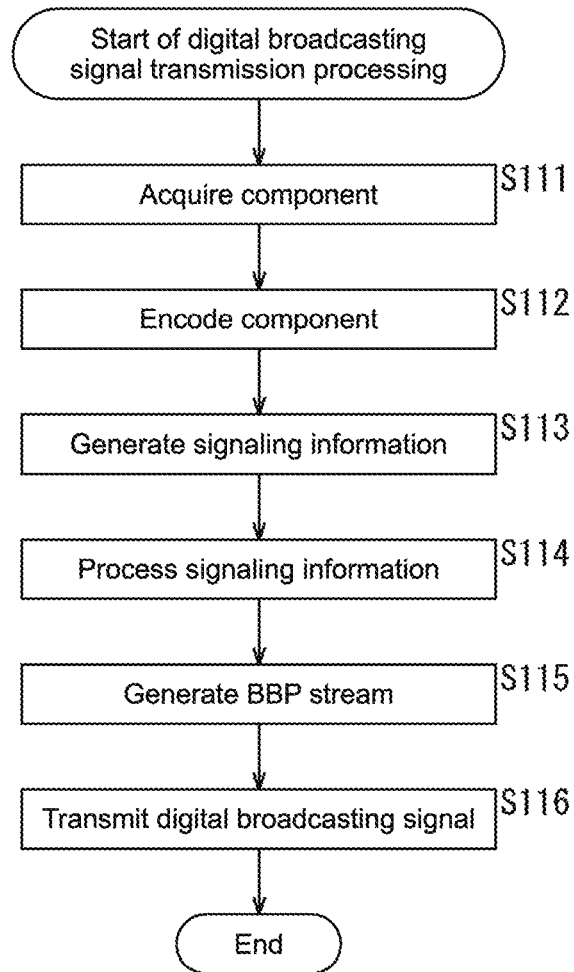 Start of digital broadcasting
signal transmission processing
S111
Acquire component
S112
Encode component
S113
Generate signaling information
S114
Process signaling information
S115
Generate BBP stream
S116
Transmit digital broadcasting signal
End